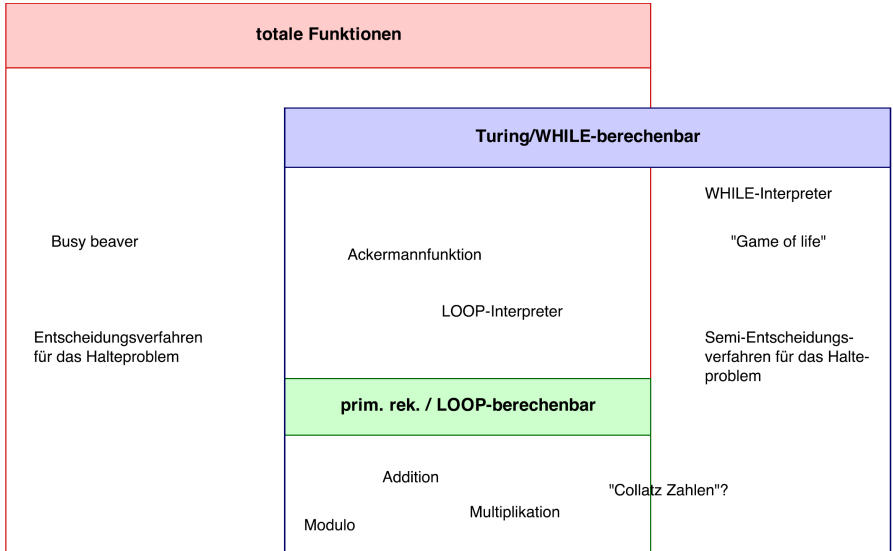 totale Funktionen
Turing/WHILE-berechenbar
WHILE-Interpreter
Busy beaver
"Game of life"
Ackermannfunktion
LOOP-Interpreter
Entscheidungsverfahren
für das Halteproblem
Semi-Entscheidungs-
verfahren für das Halte-
problem
prim. rek. / LOOP-berechenbar
Addition
"Collatz Zahlen"?
Multiplikation
Modulo